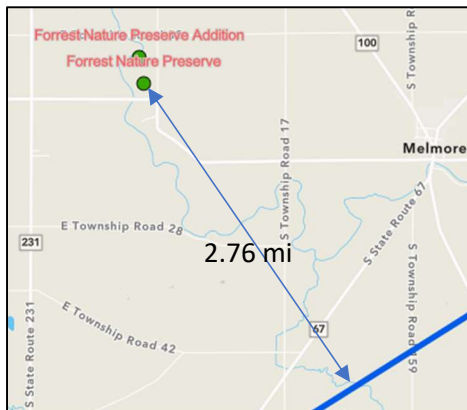 Forrest Nature Preserve Addition
Forrest Nature Preserve
100
S Township R
Melmore
S Township Road 17
S State Route 67
E Township Road 28
231
2.76 mi
67
S State Route 231
E Township Road 42
S Township Road 159